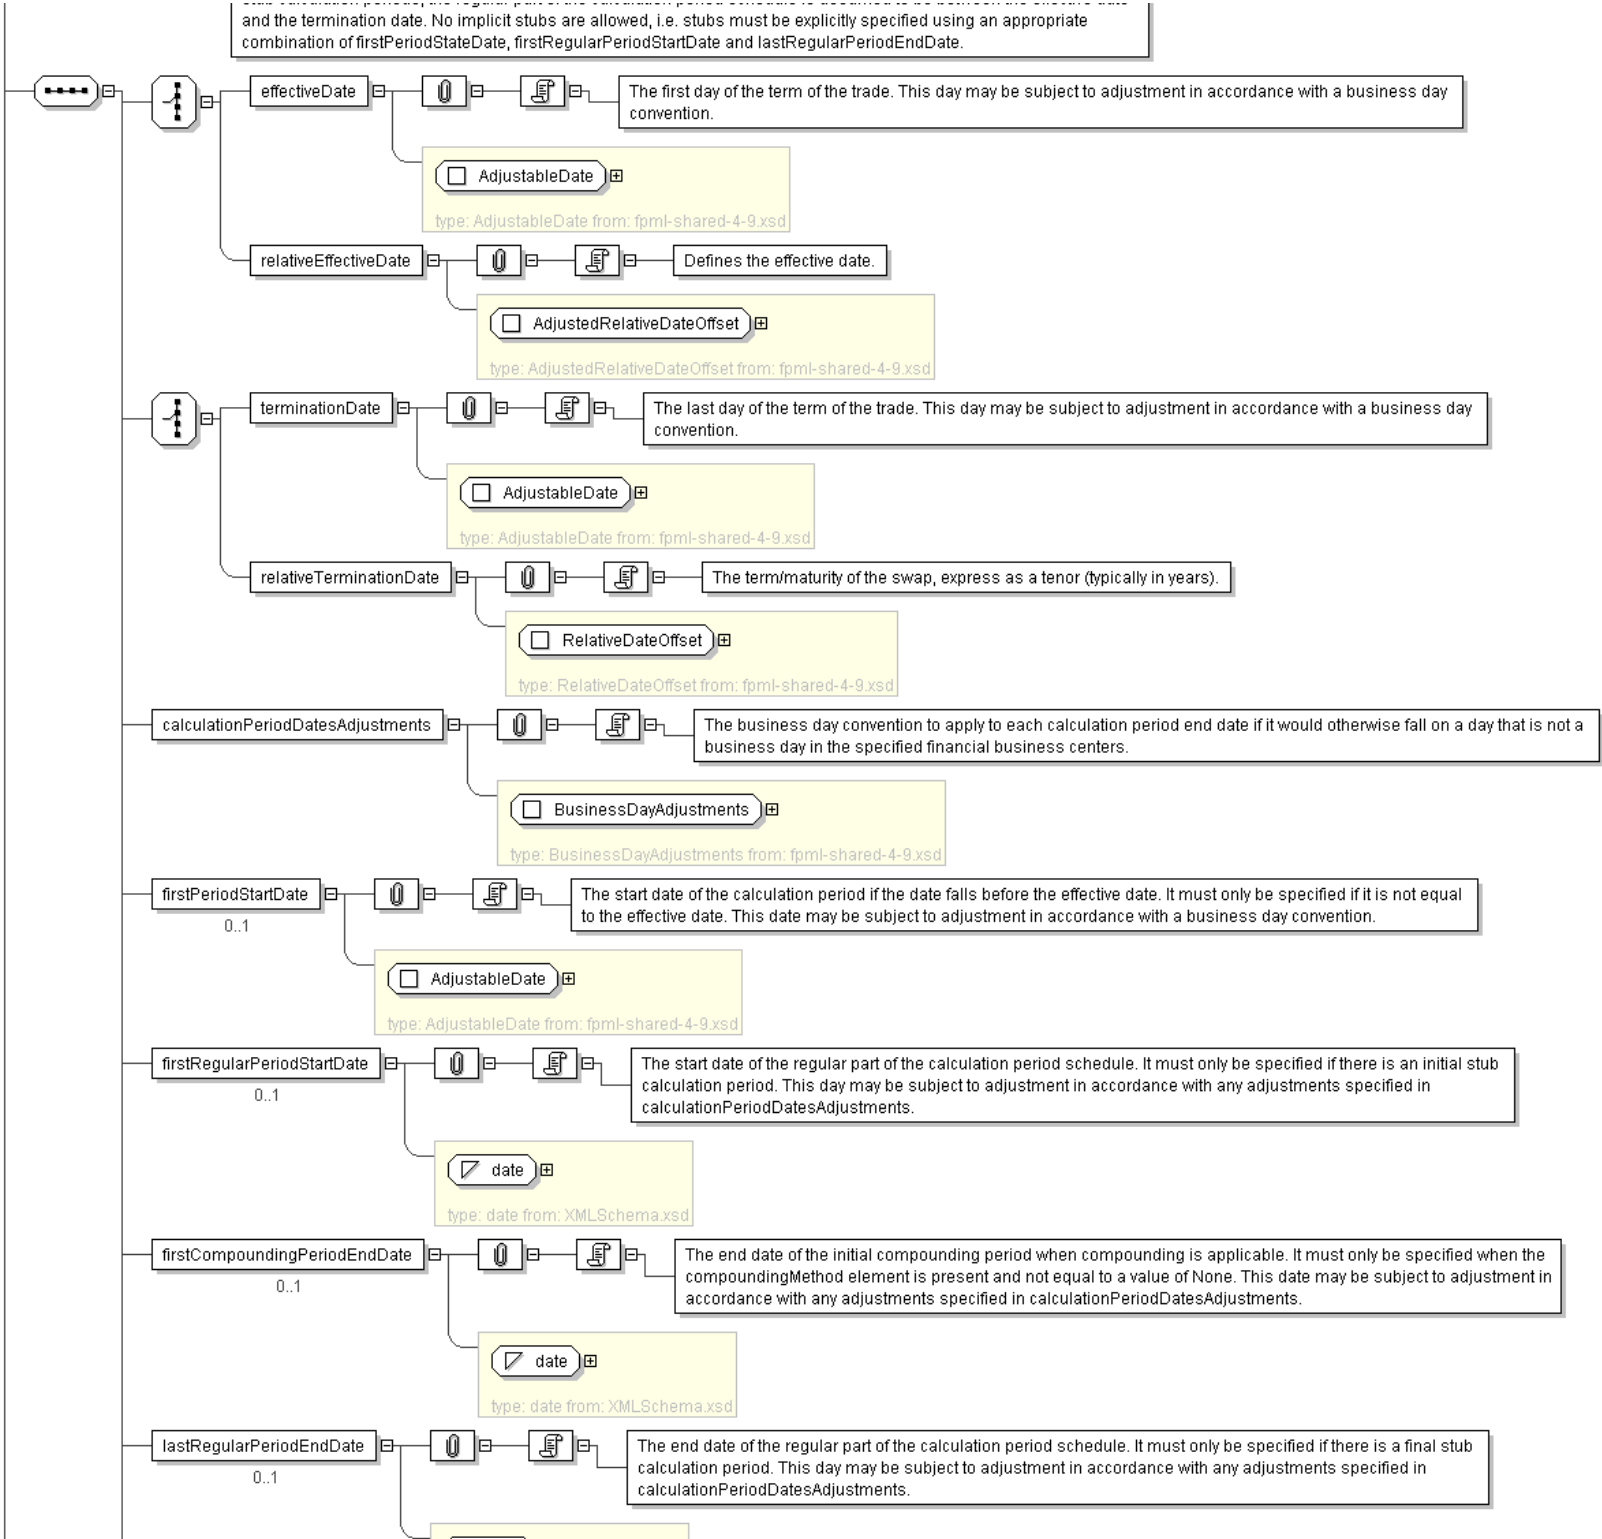 stub calculation periods, the regular part of the calculation period schedule is assumed to be between the effective date
and the termination date. No implicit stubs are allowed, i.e. stubs must be explicitly specified using an appropriate
combination of firstPeriodStateDate, firstRegularPeriodStartDate and lastRegularPeriodEndDate.
effectiveDate
The first day of the term of the trade. This day may be subject to adjustment in accordance with a business day
convention.
AdjustableDate
type: AdjustableDate from: fpml-shared-4-9.xsd
relativeEffectiveDate
Defines the effective date.
AdjustedRelativeDateOffset
type: AdjustedRelativeDateOffset from: fpml-shared-4-9.xsd
terminationDate
The last day of the term of the trade. This day may be subject to adjustment in accordance with a business day
convention.
AdjustableDate
type: AdjustableDate from: fpml-shared-4-9.xsd
relativeTerminationDate
The term/maturity of the swap, express as a tenor (typically in years).
RelativeDateOffset
type: RelativeDateOffset from: fpml-shared-4-9.xsd
calculationPeriodDatesAdjustments
The business day convention to apply to each calculation period end date if it would otherwise fall on a day that is not a
business day in the specified financial business centers.
BusinessDayAdjustments
type: BusinessDayAdjustments from: fpml-shared-4-9.xsd
firstPeriodStartDate
0..1
The start date of the calculation period if the date falls before the effective date. It must only be specified if it is not equal
to the effective date. This date may be subject to adjustment in accordance with a business day convention.
AdjustableDate
type: AdjustableDate from: fpml-shared-4-9.xsd
firstRegularPeriodStartDate
0..1
The start date of the regular part of the calculation period schedule. It must only be specified if there is an initial stub
calculation period. This day may be subject to adjustment in accordance with any adjustments specified in
calculationPeriodDatesAdjustments.
date
type: date from: XMLSchema.xsd
firstCompoundingPeriodEndDate
0..1
The end date of the initial compounding period when compounding is applicable. It must only be specified when the
compoundingMethod element is present and not equal to a value of None. This date may be subject to adjustment in
accordance with any adjustments specified in calculationPeriodDatesAdjustments.
date
type: date from: XMLSchema.xsd
lastRegularPeriodEndDate
0..1
The end date of the regular part of the calculation period schedule. It must only be specified if there is a final stub
calculation period. This day may be subject to adjustment in accordance with any adjustments specified in
calculationPeriodDatesAdjustments.